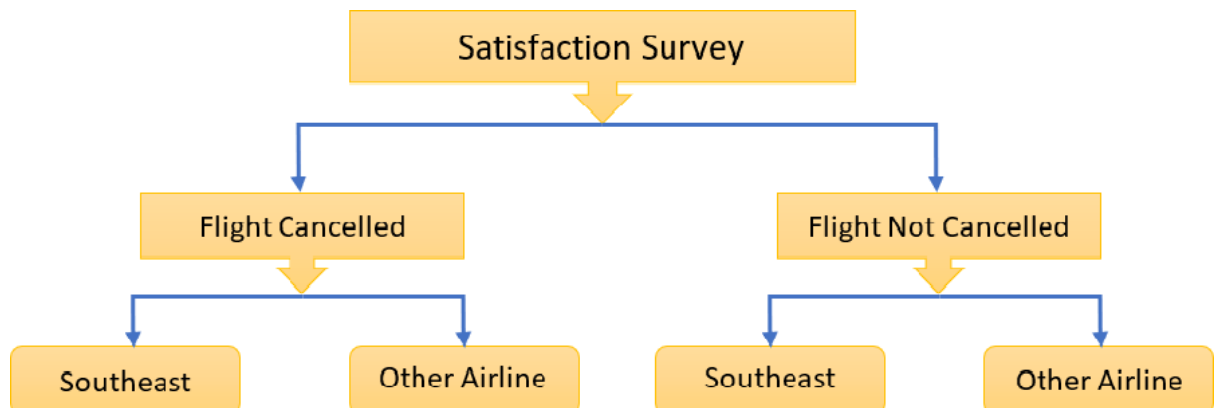 Satisfaction Survey
Flight Cancelled
Flight Not Cancelled
Southeast
Other Airline
Southeast
Other Airline